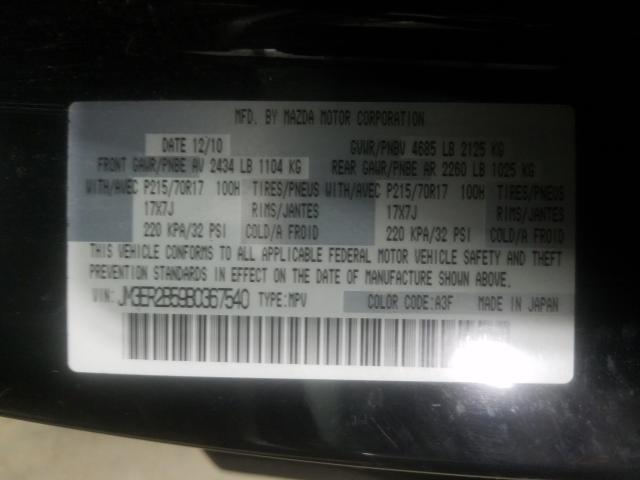 MFD. BY MAZDA MOTOR CORPORATION
DATE 12/10 GVWR/PNBV 4685 LB 2125 KG
FRONT GAWR/PNBE AV 2434 LB 1104 KG REAR GAWR/PNBE AR 2260 LB 1025 KG
WITH/AVEC P215/70R17 100H TIRES/PNEUS WITH/AVEC P215/70R17 100H TIRES/PNEUS
17X7J RIMS/JANTES 17X7J RIMS/JANTES
220 KPA/32 PSI COLD/A FROID 220 KPA/32 PSI COLD/A FROID
THIS VEHICLE CONFORMS TO ALL APPLICABLE FEDERAL MOTOR VEHICLE SAFETY AND THEFT
PREVENTION STANDARDS IN EFFECT ON THE DATE OF MANUFACTURE SHOWN ABOVE.
VIN: JM3ER2B59B0367540 TYPE:MPV COLOR CODE:A3F MADE IN JAPAN